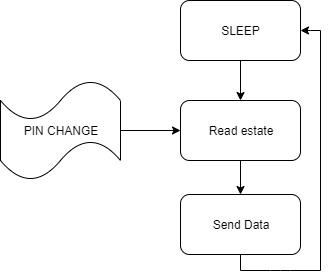 SLEEP
PIN CHANGE
Read estate
Send Data